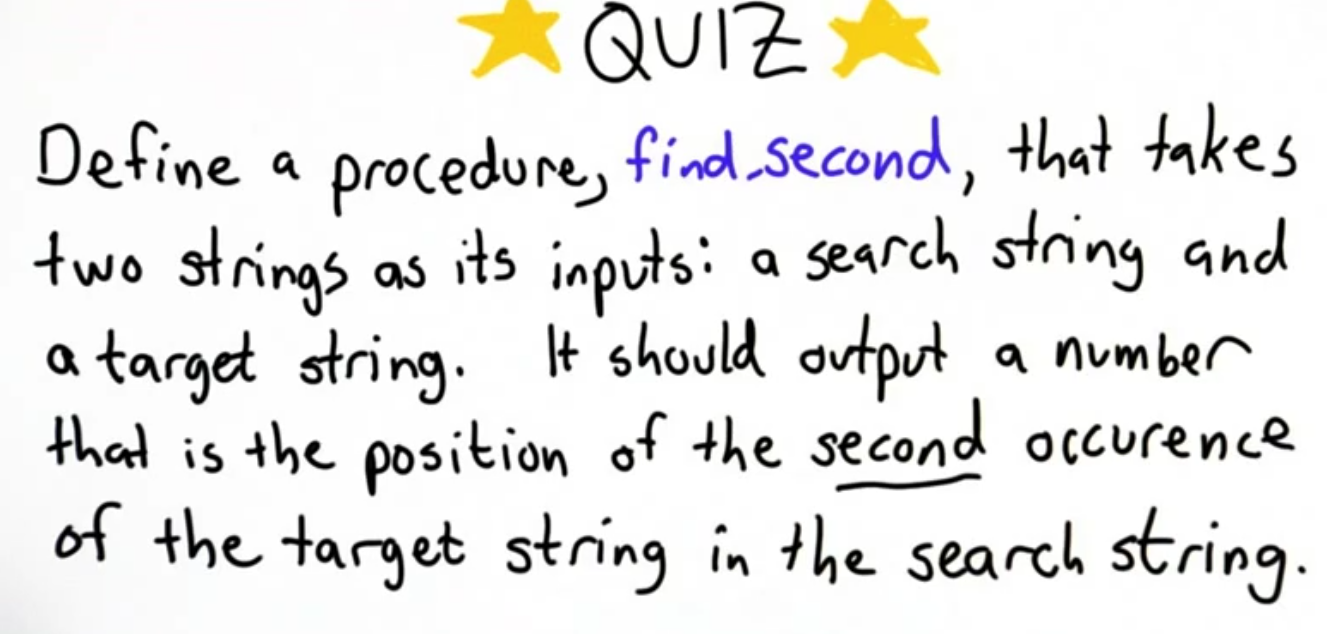 QUIZ
Define a procedure, find_second, that takes
two strings as its inputs: a search string and
a target string. It should output a number
that is the position of the second occurence
of the target string in the search string.